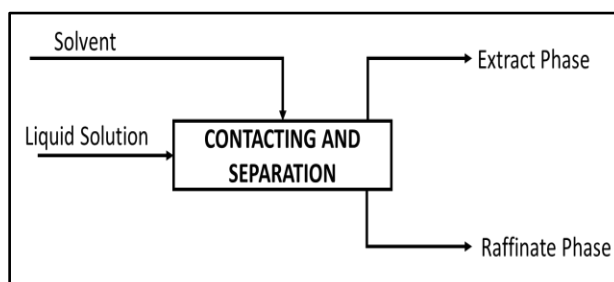 Solvent
Extract Phase
Liquid Solution
CONTACTING AND
SEPARATION
Raffinate Phase